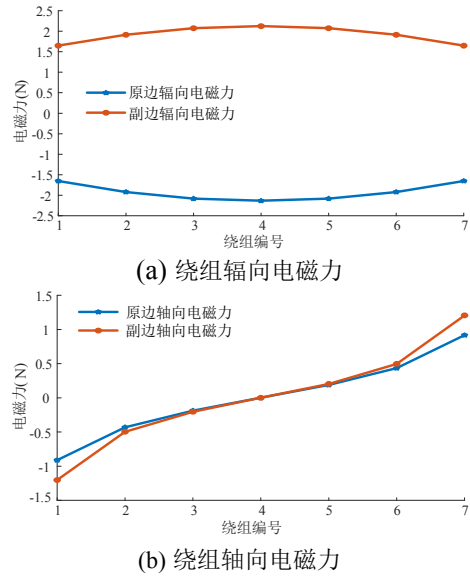 2.5
2
1.5
1
0.5
0
-0.5
-1
-1.5
-2
-2.5
电磁力(N)
原边辐向电磁力
副边辐向电磁力
1 2 3 4 5 6 7
绕组编号
(a) 绕组辐向电磁力
1.5
1
0.5
0
-0.5
-1
-1.5
电磁力( N)
原边轴向电磁力
副边轴向电磁力
1 2 3 4 5 6 7
绕组编号
(b) 绕组轴向电磁力